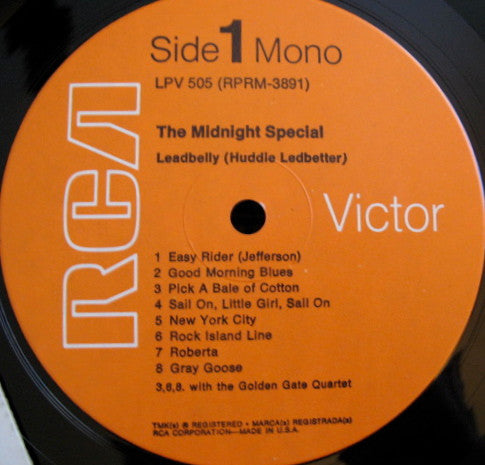 Side 1 Mono
LPV 505 (RPRM-3891)
The Midnight Special
Leadbelly (Huddie Ledbetter)
RCA
Victor
1 Easy Rider (Jefferson)
2 Good Morning Blues
3 Pick A Bale of Cotton
4 Sail On, Little Girl, Sail On
5 New York City
6 Rock Island Line
7 Roberta
8 Gray Goose
3,6,8. with the Golden Gate Quartet
TMK(s) ® REGISTERED • MARCA(s) REGISTRADA(s)
RCA CORPORATION—MADE IN U.S.A.